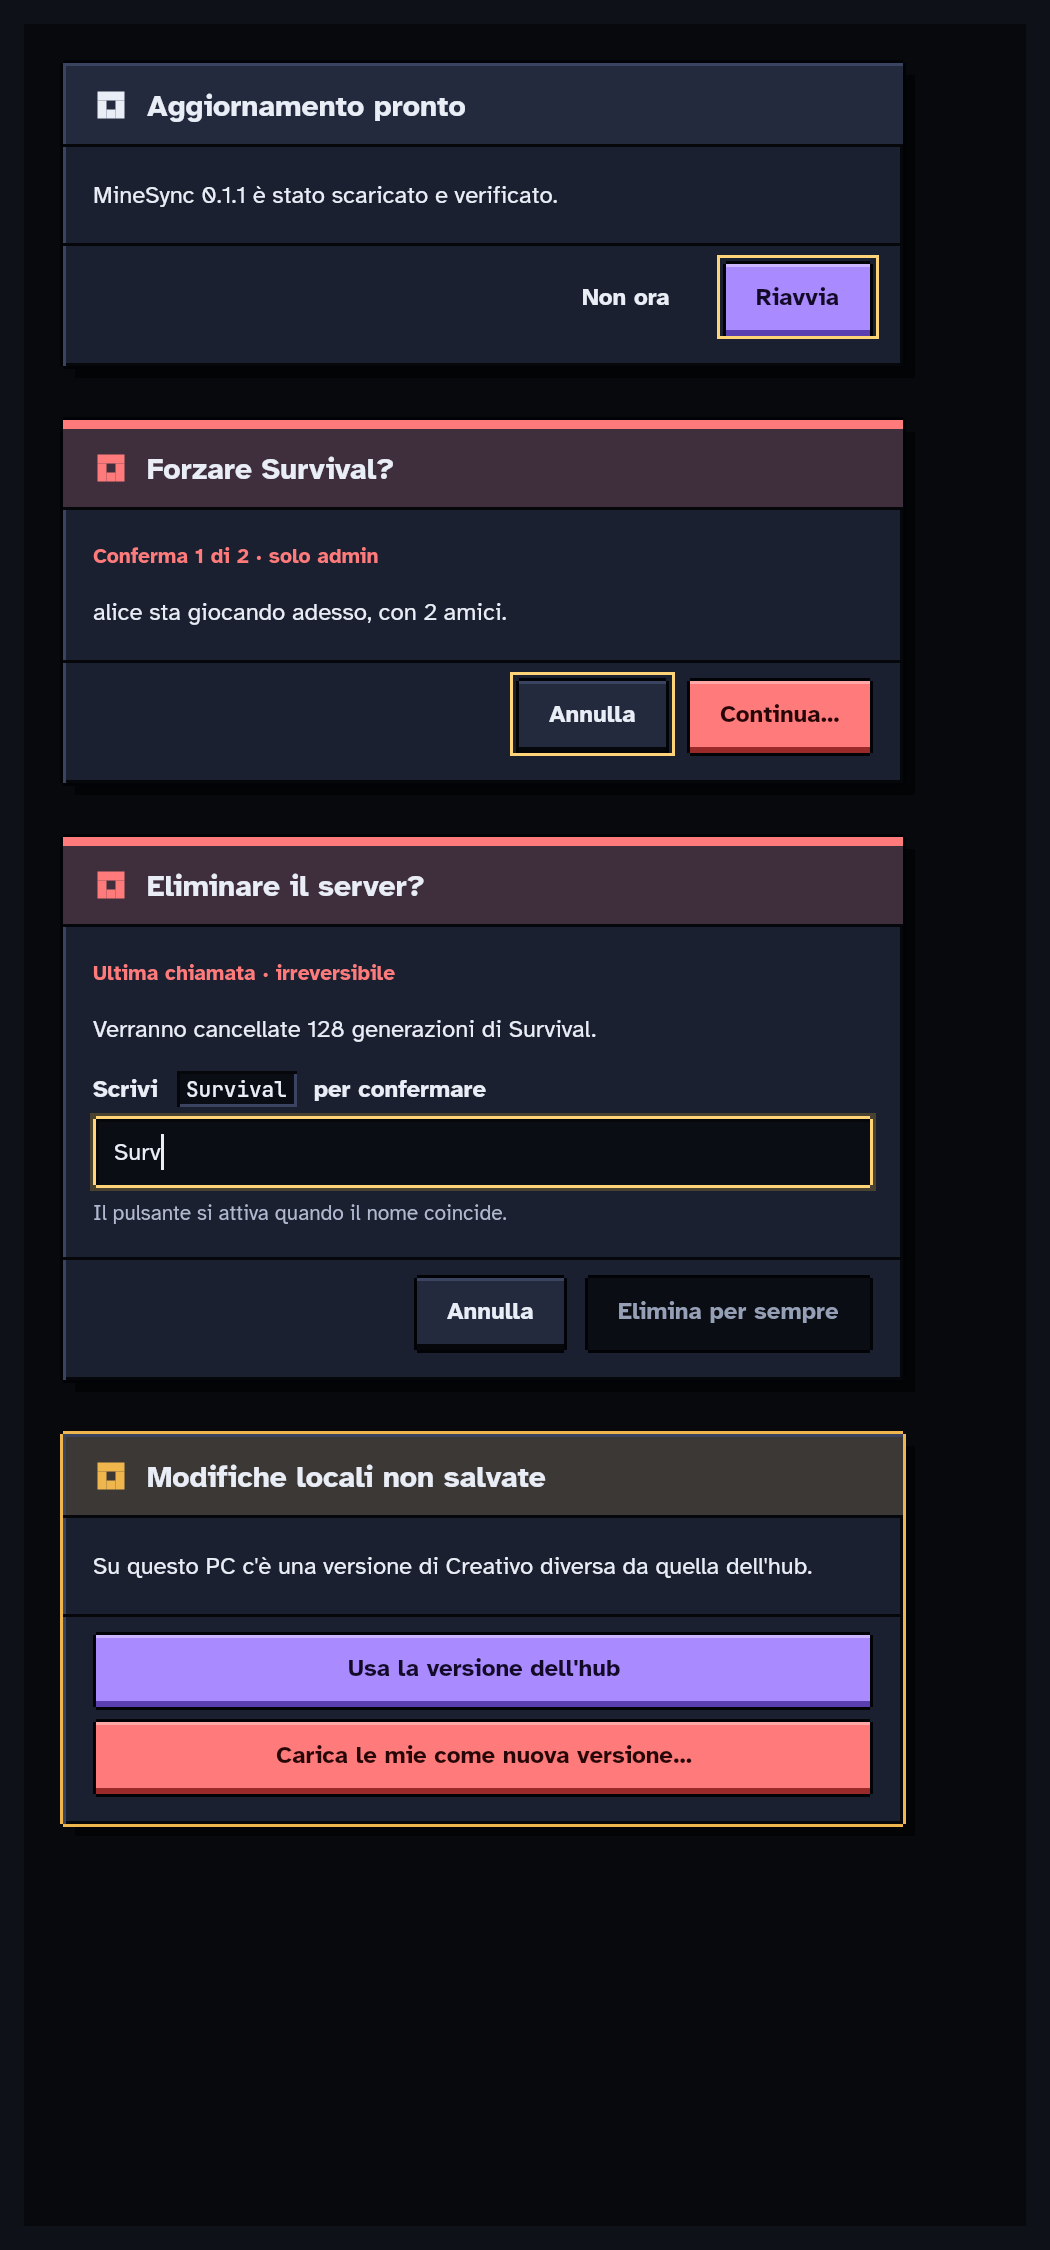 Aggiornamento pronto
MineSync 0.1.1 è stato scaricato e verificato.
Non ora Riavvia
Forzare Survival?
Conferma 1 di 2 · solo admin
alice sta giocando adesso, con 2 amici.
Annulla Continua...
Eliminare il server?
Ultima chiamata · irreversibile
Verranno cancellate 128 generazioni di Survival.
Scrivi Survival per confermare
Surv
Il pulsante si attiva quando il nome coincide.
Annulla Elimina per sempre
Modifiche locali non salvate
Su questo PC c'è una versione di Creativo diversa da quella dell'hub.
Usa la versione dell'hub
Carica le mie come nuova versione...